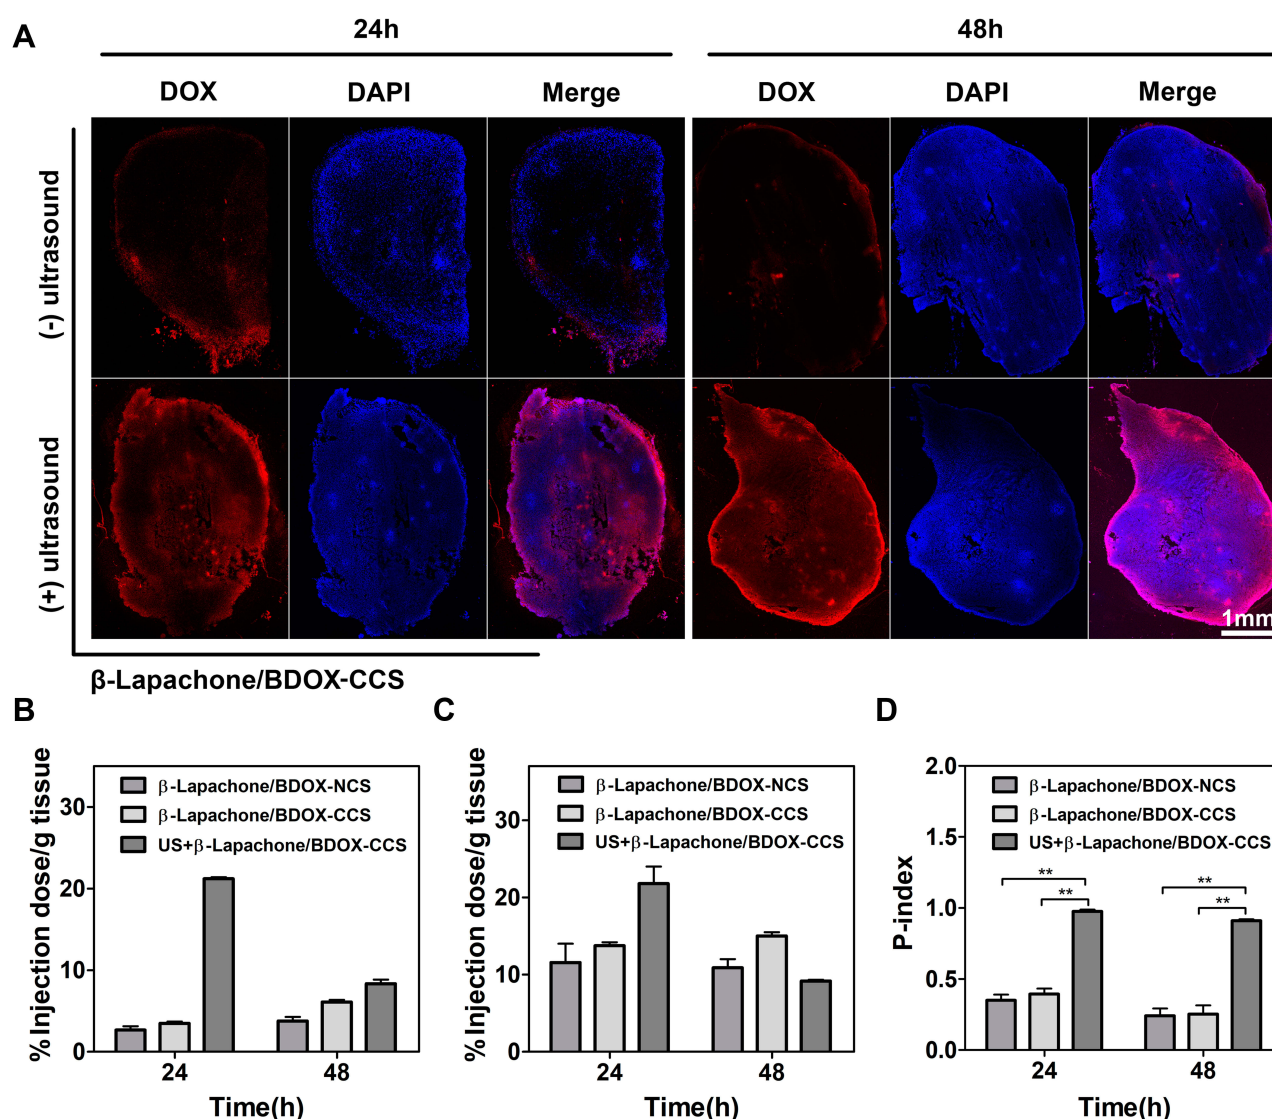 A
24h
48h
DOX
DAPI
Merge
DOX
DAPI
Merge
(-) ultrasound
(+) ultrasound
1mm
β-Lapachone/BDOX-CCS
B
% Injection dose/g tissue
β-Lapachone/BDOX-NCS
β-Lapachone/BDOX-CCS
US+β-Lapachone/BDOX-CCS
30
20
10
0
24
48
Time(h)
C
% Injection dose/g tissue
β-Lapachone/BDOX-NCS
β-Lapachone/BDOX-CCS
US+β-Lapachone/BDOX-CCS
30
20
10
0
24
48
Time(h)
D
P-index
β-Lapachone/BDOX-NCS
β-Lapachone/BDOX-CCS
US+β-Lapachone/BDOX-CCS
2.0
1.5
1.0
0.5
0.0
**
**
**
**
24
48
Time(h)